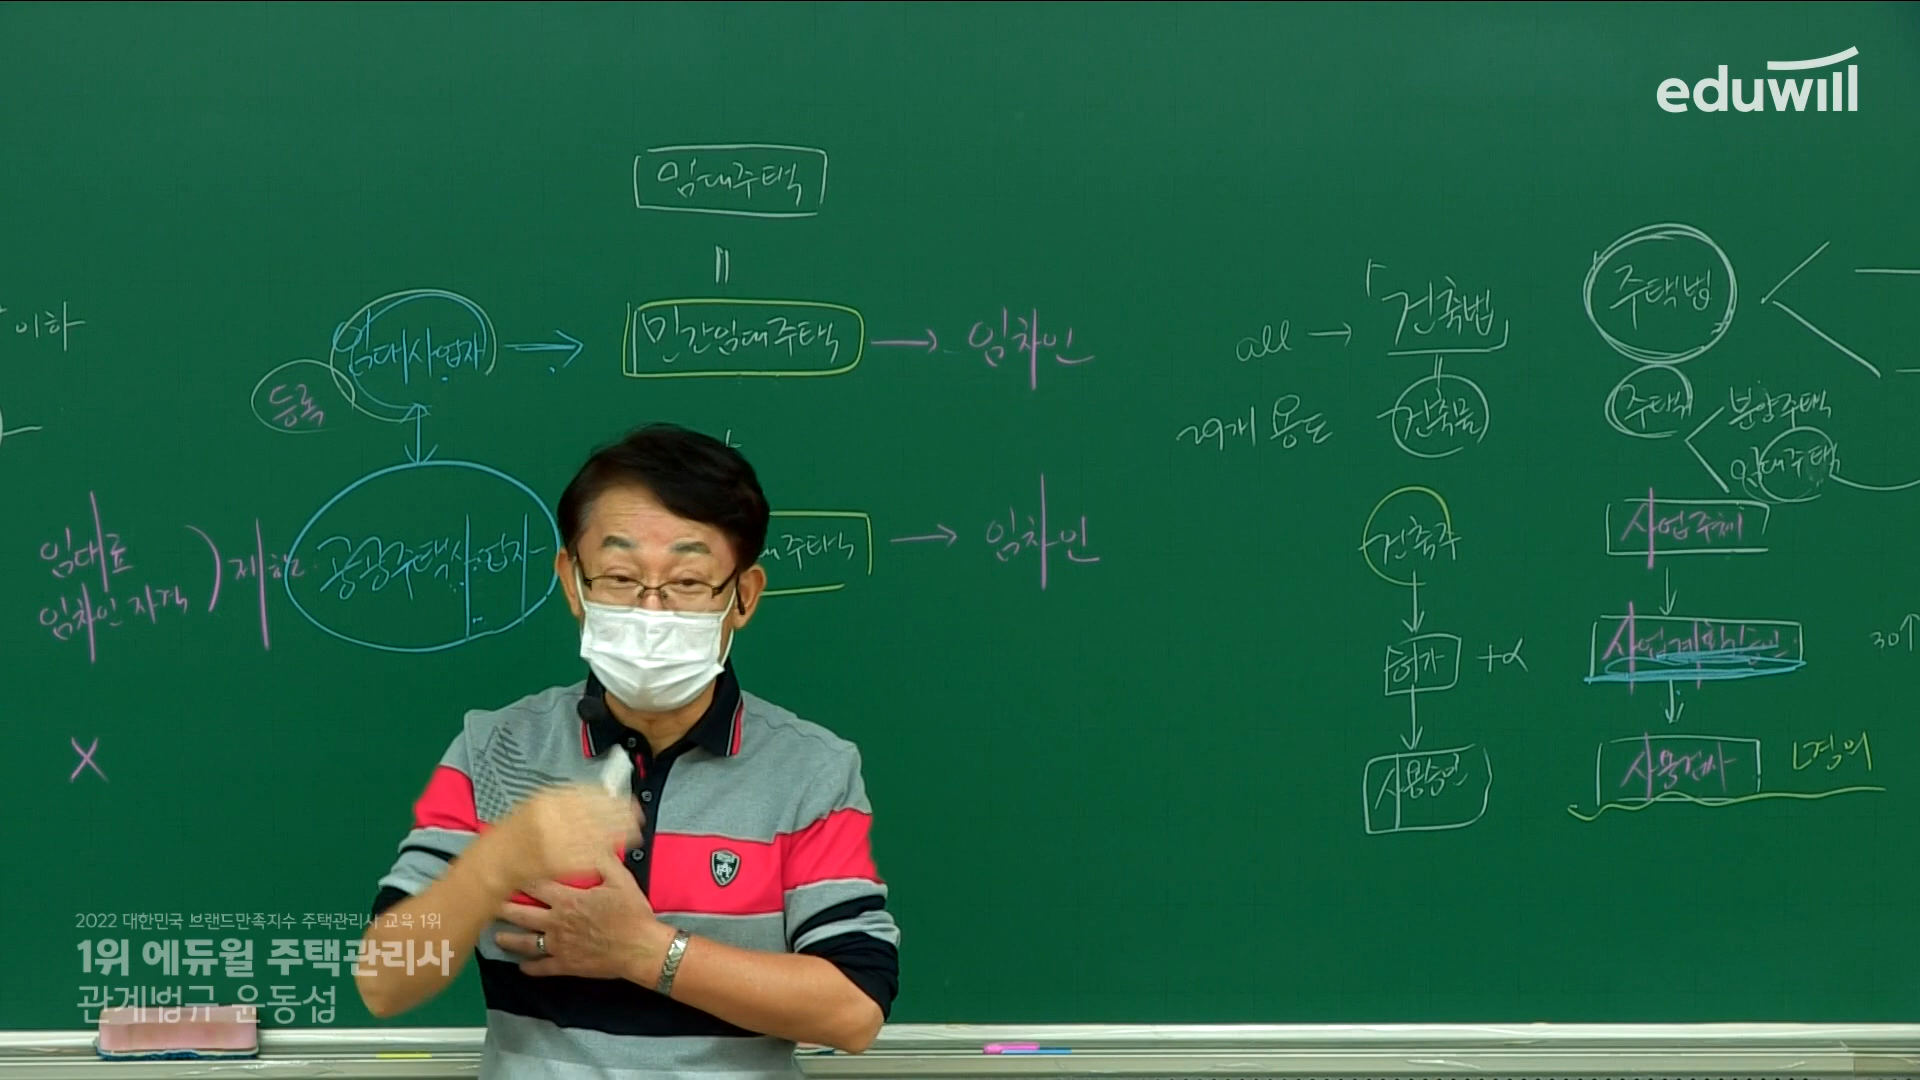 eduwill
임대주택
=
이하
임대사업자 → 민간임대주택 → 임차인
등록
임대료
임차인 자격
) 제한
공공주택사업자
대주택 → 임차인
X
all → 「건축법」
29개 용도 건축물
건축주
허가 +α
사용승인
주택법
주택
분양주택
임대주택
사업주체
사업계획승인
30↑
사용검사
2022 대한민국 브랜드만족지수 주택관리사 교육 1위
1위 에듀윌 주택관리사
관계법규 윤동섭